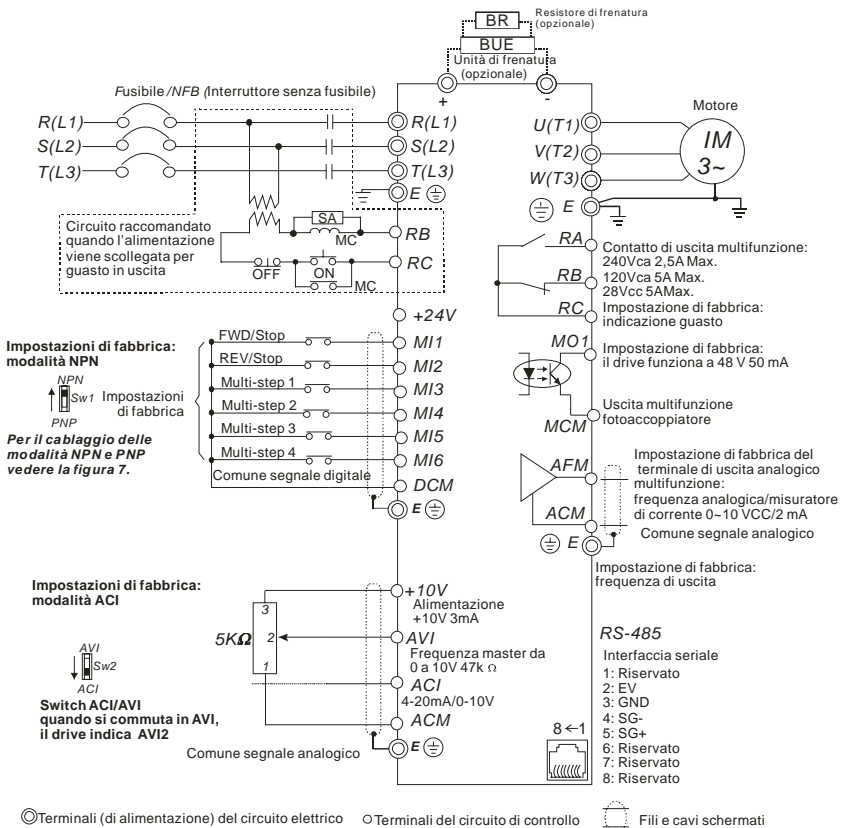 BR
Resistore di frenatura
(opzionale)
BUE
Unità di frenatura
(opzionale)
+
-
Fusibile /NFB (Interruttore senza fusibile)
R(L1)
S(L2)
T(L3)
R(L1)
S(L2)
T(L3)
E
Circuito raccomandato
quando l'alimentazione
viene scollegata per
guasto in uscita
SA
MC
OFF
ON
MC
RB
RC
Motore
U(T1)
V(T2)
W(T3)
IM
3~
E
RA
RB
RC
Contatto di uscita multifunzione:
240Vca 2,5A Max.
120Vca 5A Max.
28Vcc 5AMax.
Impostazione di fabbrica:
indicazione guasto
MO1
Impostazione di fabbrica:
il drive funziona a 48 V 50 mA
MCM
Uscita multifunzione
fotoaccoppiatore
+24V
Impostazioni di fabbrica:
modalità NPN
NPN
Sw1
PNP
Impostazioni
di fabbrica
Per il cablaggio delle
modalità NPN e PNP
vedere la figura 7.
FWD/Stop
MI1
REV/Stop
MI2
Multi-step 1
MI3
Multi-step 2
MI4
Multi-step 3
MI5
Multi-step 4
MI6
Comune segnale digitale
DCM
E
AFM
ACM
E
Impostazione di fabbrica del
terminale di uscita analogico
multifunzione:
frequenza analogica/misuratore
di corrente 0~10 VCC/2 mA
Comune segnale analogico
Impostazione di fabbrica:
frequenza di uscita
Impostazioni di fabbrica:
modalità ACI
AVI
Sw2
ACI
Switch ACI/AVI
quando si commuta in AVI,
il drive indica AVI2
5KΩ
3
2
1
+10V
Alimentazione
+10V 3mA
AVI
Frequenza master da
0 a 10V 47k Ω
ACI
4-20mA/0-10V
ACM
Comune segnale analogico
E
RS-485
Interfaccia seriale
1: Riservato
2: EV
3: GND
4: SG-
5: SG+
6: Riservato
7: Riservato
8: Riservato
8←1
Terminali (di alimentazione) del circuito elettrico
Terminali del circuito di controllo
Fili e cavi schermati